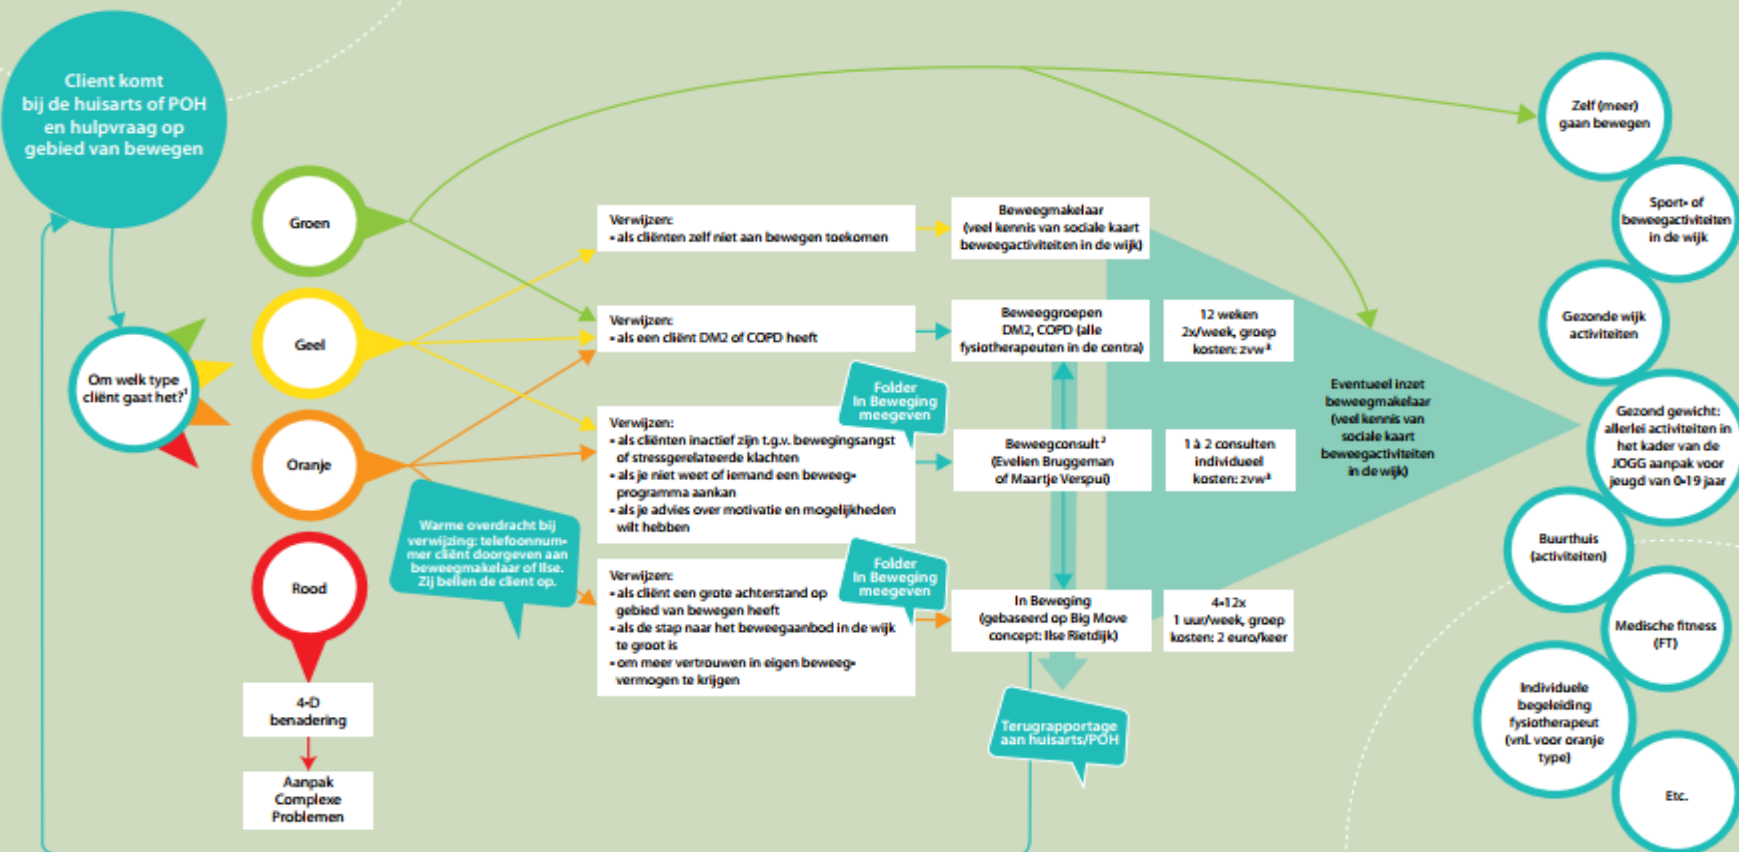 Client komt
bij de huisarts of POH
en hulpvraag op
gebied van bewegen
Om welk type
cliënt gaat het?¹
Groen
Geel
Oranje
Rood
4-D
benadering
Aanpak
Complexe
Problemen
Warme overdracht bij
verwijzing: telefoonnum-
mer cliënt doorgeven aan
beweegmakelaar of Ilse.
Zij bellen de client op.
Verwijzen:
- als cliënten zelf niet aan bewegen toekomen
Verwijzen:
- als een cliënt DM2 of COPD heeft
Verwijzen:
- als cliënten inactief zijn t.g.v. bewegingsangst
of stressgerelateerde klachten
- als je niet weet of iemand een beweeg-
programma aankan
- als je advies over motivatie en mogelijkheden
wilt hebben
Folder
In Beweging
meegeven
Verwijzen:
- als cliënt een grote achterstand op
gebied van bewegen heeft
- als de stap naar het beweegaanbod in de wijk
te groot is
- om meer vertrouwen in eigen beweeg-
vermogen te krijgen
Folder
In Beweging
meegeven
Beweegmakelaar
(veel kennis van sociale kaart
beweegactiviteiten in de wijk)
Beweeggroepen
DM2, COPD (alle
fysiotherapeuten in de centra)
12 weken
2x/week, groep
kosten: zvw³
Beweegconsult²
(Evelien Bruggeman
of Maartje Verspui)
1 à 2 consulten
individueel
kosten: zvw³
In Beweging
(gebaseerd op Big Move
concept: Ilse Rietdijk)
4-12x
1 uur/week, groep
kosten: 2 euro/keer
Terugrapportage
aan huisarts/POH
Eventueel inzet
beweegmakelaar
(veel kennis van
sociale kaart
beweegactiviteiten
in de wijk)
Zelf (meer)
gaan bewegen
Sport- of
beweegactiviteiten
in de wijk
Gezonde wijk
activiteiten
Gezond gewicht:
allerlei activiteiten in
het kader van de
JOGG aanpak voor
jeugd van 0-19 jaar
Buurthuis
(activiteiten)
Medische fitness
(FT)
Individuele
begeleiding
fysiotherapeut
(vnl. voor oranje
type)
Etc.